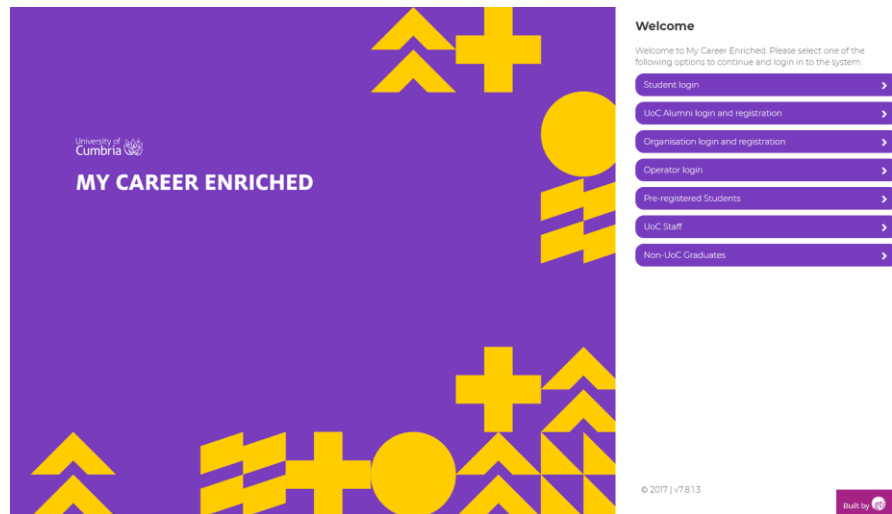 University of
Cumbria
MY CAREER ENRICHED
Welcome
Welcome to My Career Enriched. Please select one of the
following options to continue and login in to the system.
Student login
UoC Alumni login and registration
Organisation login and registration
Operator login
Pre-registered Students
UoC Staff
Non-UoC Graduates
© 2017 | v7.8.1.3
Built by